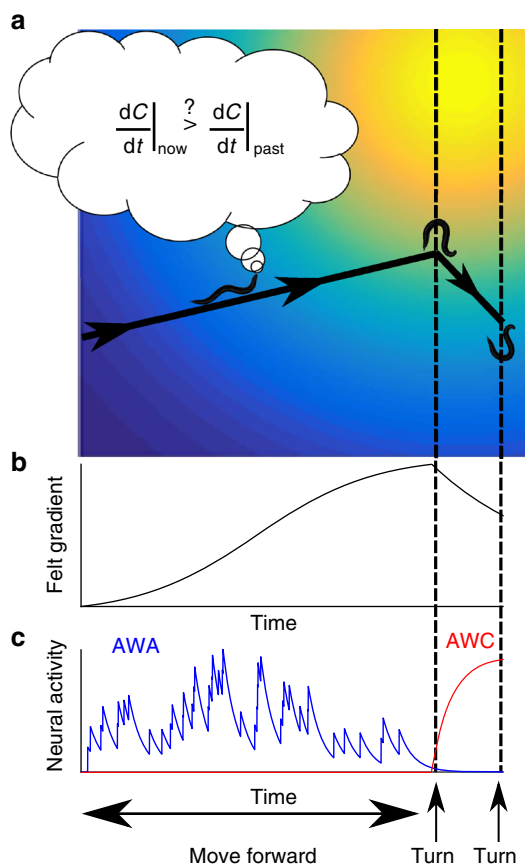 a
dC/dt|now ?> dC/dt|past
b
Felt gradient
Time
c
Neural activity
AWA
AWC
Time
Move forward
Turn
Turn